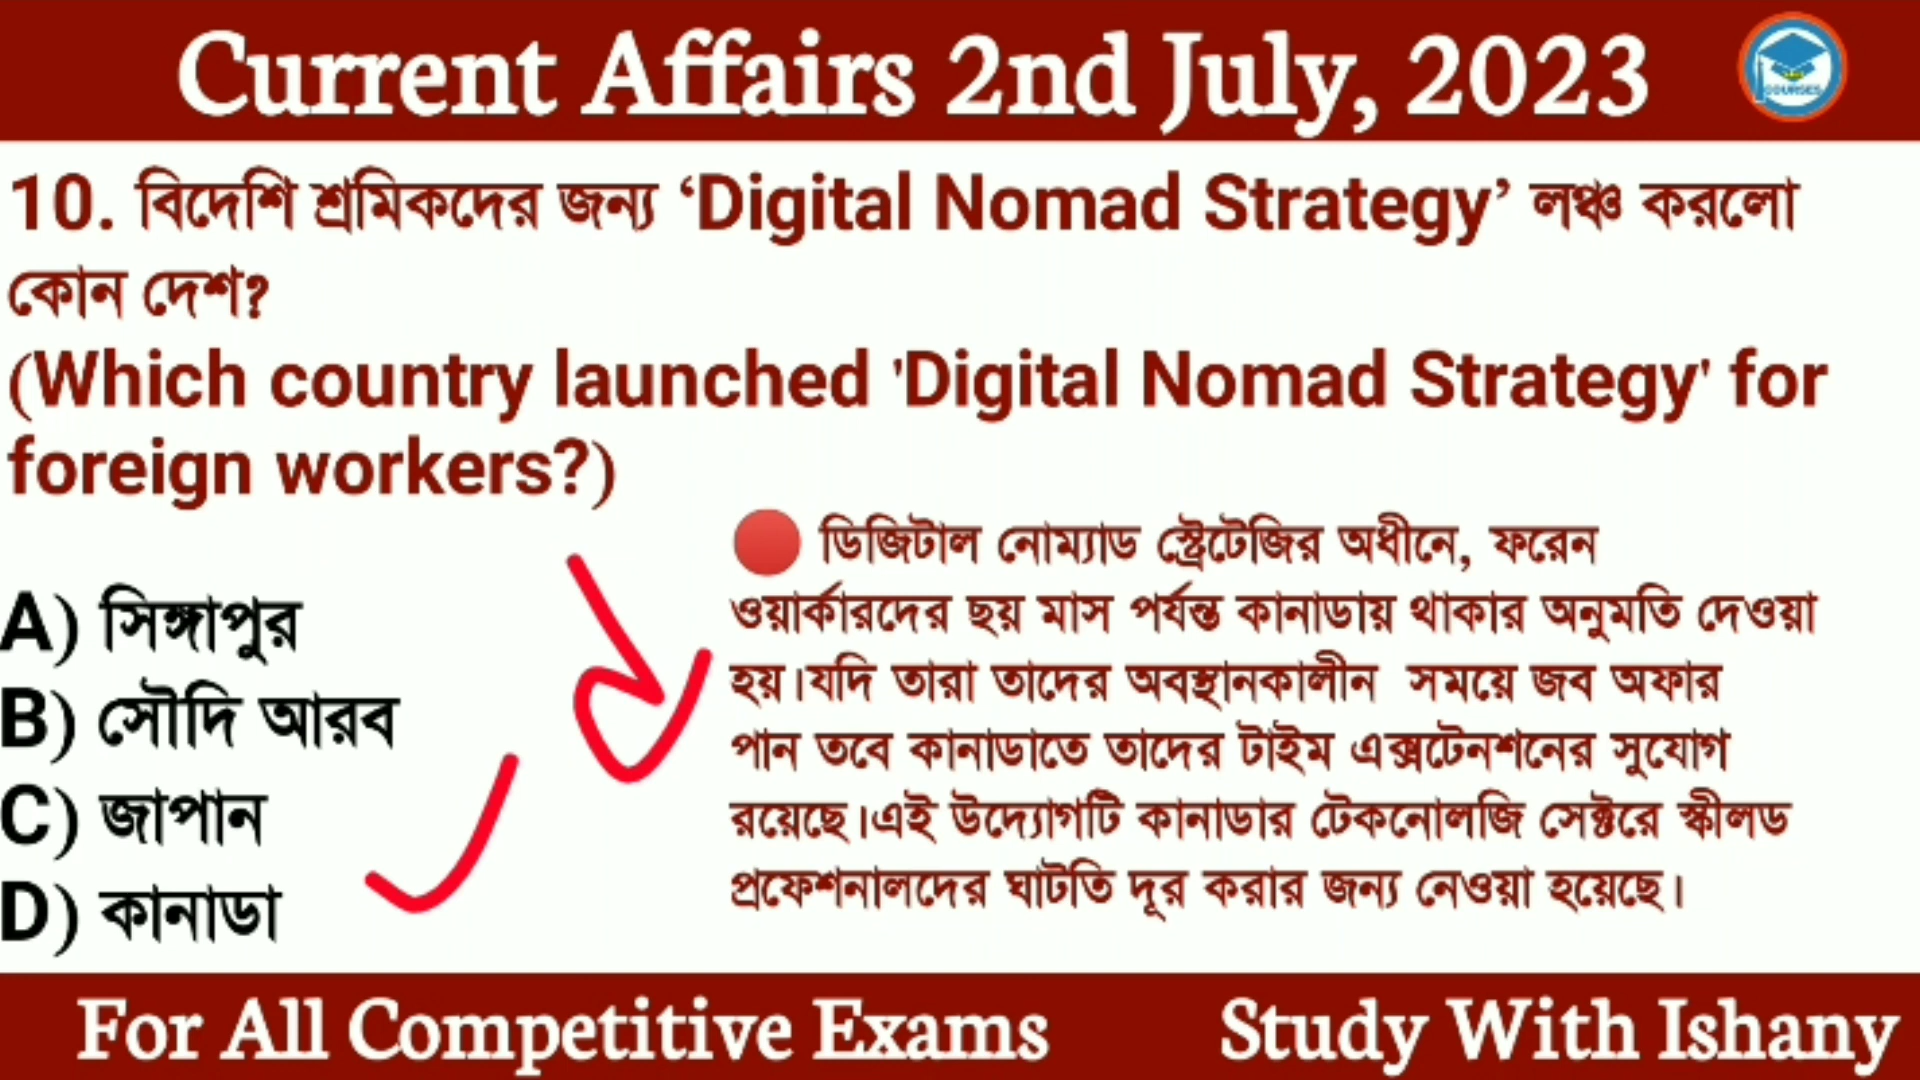 Current Affairs 2nd July, 2023
COURSES
10. বিদেশি শ্রমিকদের জন্য ‘Digital Nomad Strategy’ লঞ্চ করলো
কোন দেশ?
(Which country launched 'Digital Nomad Strategy' for
foreign workers?)
A) সিঙ্গাপুর
B) সৌদি আরব
C) জাপান
D) কানাডা
ডিজিটাল নোম্যাড স্ট্রেটেজির অধীনে, ফরেন
ওয়ার্কারদের ছয় মাস পর্যন্ত কানাডায় থাকার অনুমতি দেওয়া
হয়।যদি তারা তাদের অবস্থানকালীন সময়ে জব অফার
পান তবে কানাডাতে তাদের টাইম এক্সটেনশনের সুযোগ
রয়েছে।এই উদ্যোগটি কানাডার টেকনোলজি সেক্টরে স্কীলড
প্রফেশনালদের ঘাটতি দূর করার জন্য নেওয়া হয়েছে।
For All Competitive Exams
Study With Ishany